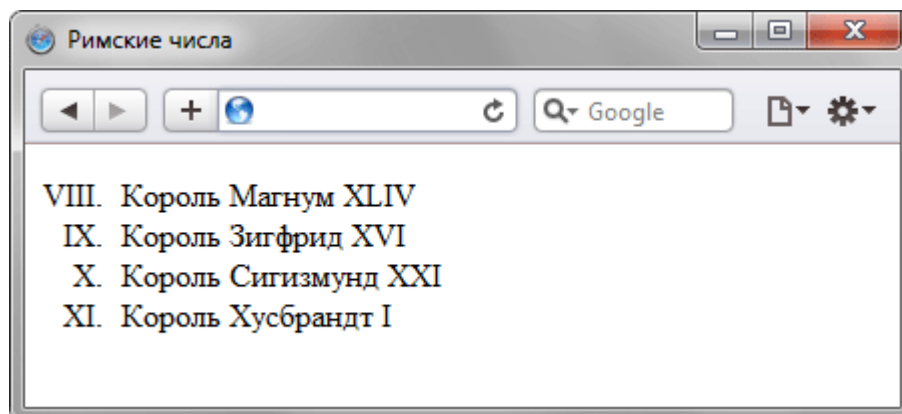 Римские числа
Google
VIII. Король Магнум XLIV
IX. Король Зигфрид XVI
X. Король Сигизмунд XXI
XI. Король Хусбрандт I